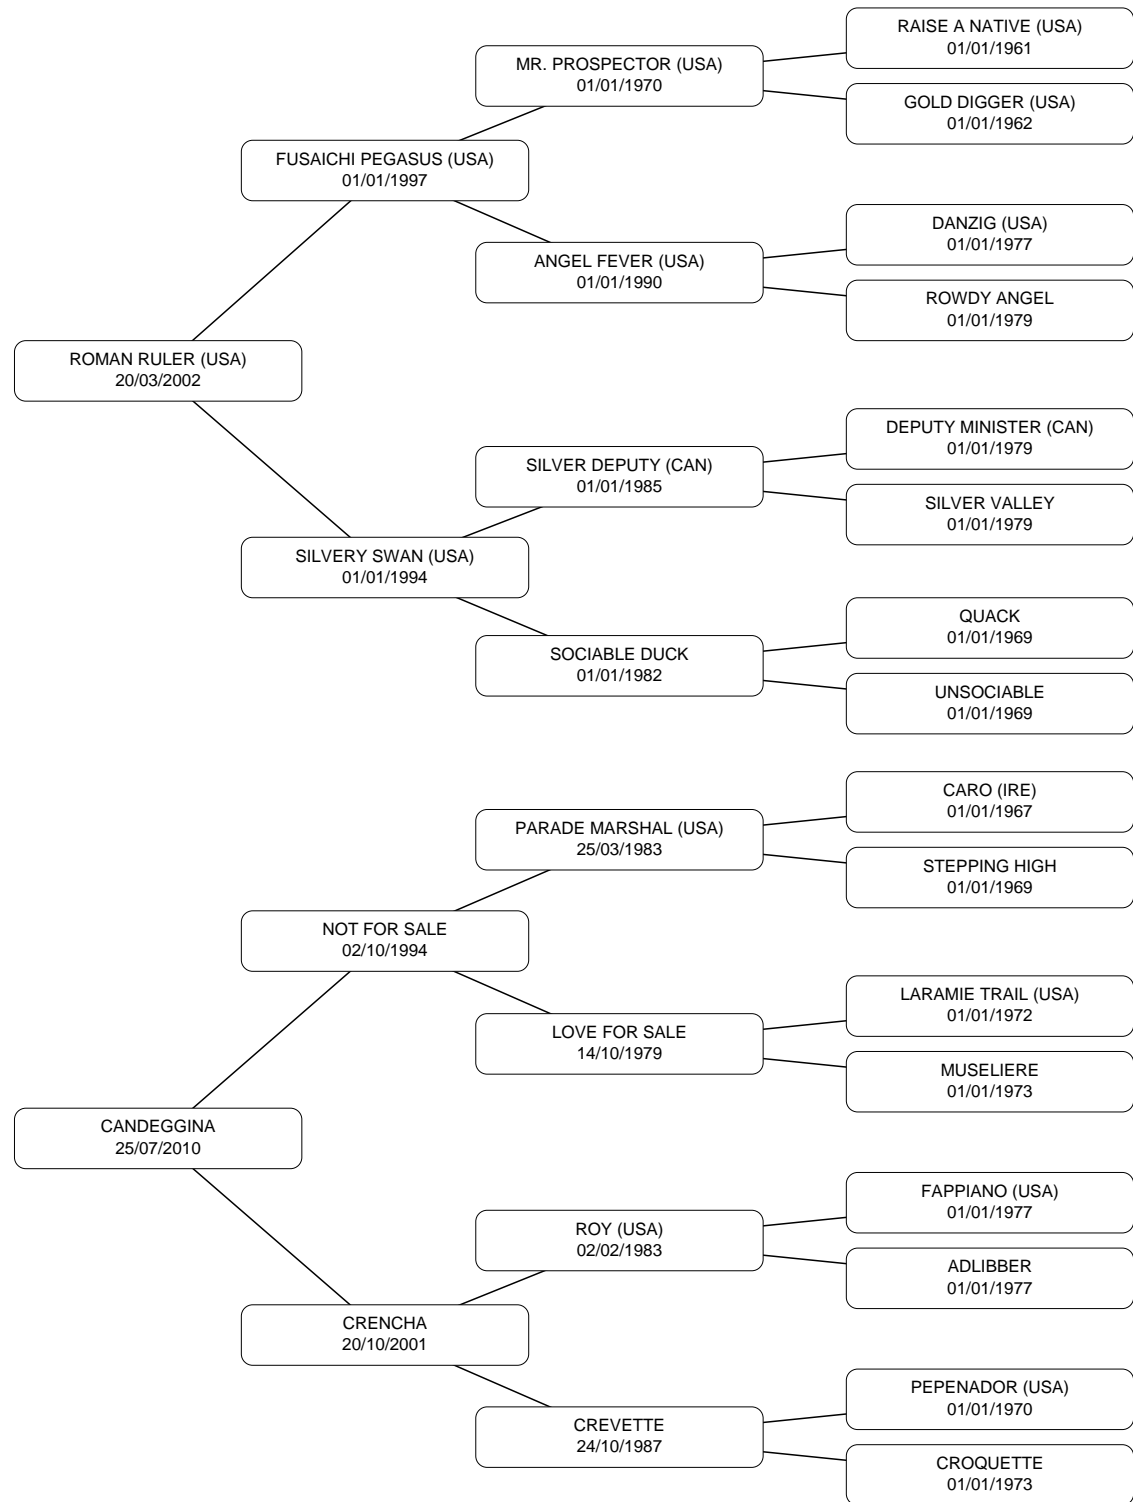 RAISE A NATIVE (USA)
01/01/1961
MR. PROSPECTOR (USA)
01/01/1970
GOLD DIGGER (USA)
01/01/1962
FUSAICHI PEGASUS (USA)
01/01/1997
DANZIG (USA)
01/01/1977
ANGEL FEVER (USA)
01/01/1990
ROWDY ANGEL
01/01/1979
ROMAN RULER (USA)
20/03/2002
DEPUTY MINISTER (CAN)
01/01/1979
SILVER DEPUTY (CAN)
01/01/1985
SILVER VALLEY
01/01/1979
SILVERY SWAN (USA)
01/01/1994
QUACK
01/01/1969
SOCIABLE DUCK
01/01/1982
UNSOCIABLE
01/01/1969
CARO (IRE)
01/01/1967
PARADE MARSHAL (USA)
25/03/1983
STEPPING HIGH
01/01/1969
NOT FOR SALE
02/10/1994
LARAMIE TRAIL (USA)
01/01/1972
LOVE FOR SALE
14/10/1979
MUSELIERE
01/01/1973
CANDEGGINA
25/07/2010
FAPPIANO (USA)
01/01/1977
ROY (USA)
02/02/1983
ADLIBBER
01/01/1977
CRENCHA
20/10/2001
PEPENADOR (USA)
01/01/1970
CREVETTE
24/10/1987
CROQUETTE
01/01/1973